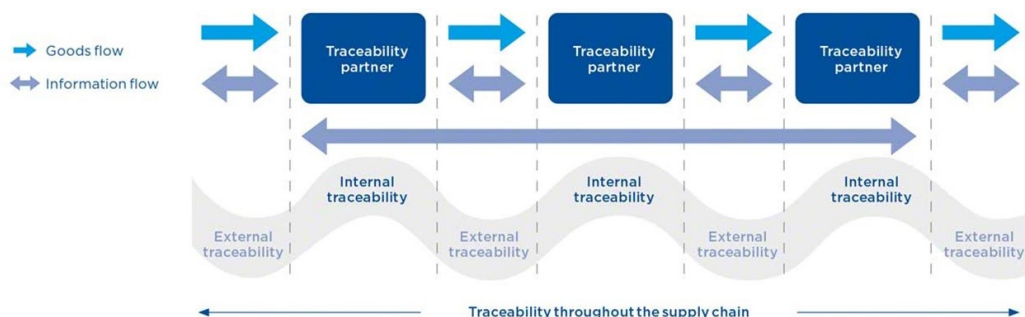 Goods flow
Information flow
Traceability
partner
Traceability
partner
Traceability
partner
Internal
traceability
Internal
traceability
Internal
traceability
External
traceability
External
traceability
External
traceability
External
traceability
Traceability throughout the supply chain